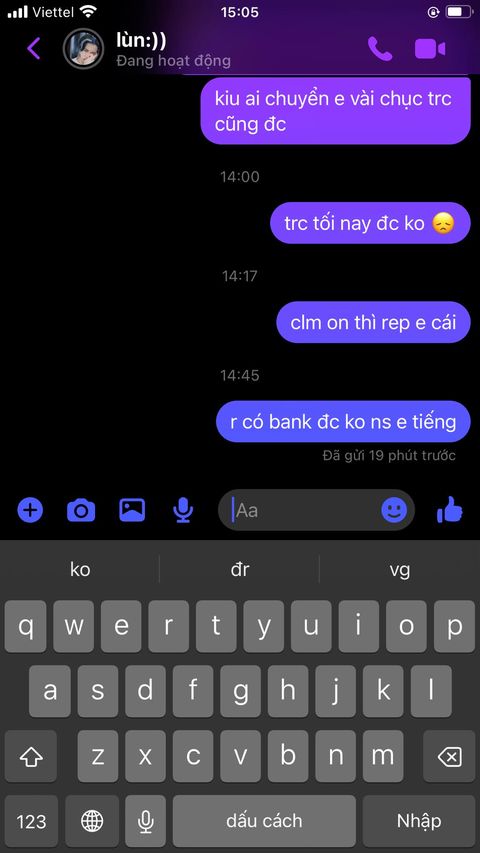 Viettel 15:05
lùn:))
Đang hoạt động
kiu ai chuyển e vài chục trc
cũng đc
14:00
trc tối nay đc ko 😞
14:17
clm on thì rep e cái
14:45
r có bank đc ko ns e tiếng
Đã gửi 19 phút trước
Aa
ko đr vg
q w e r t y u i o p
a s d f g h j k l
z x c v b n m
123 dấu cách Nhập